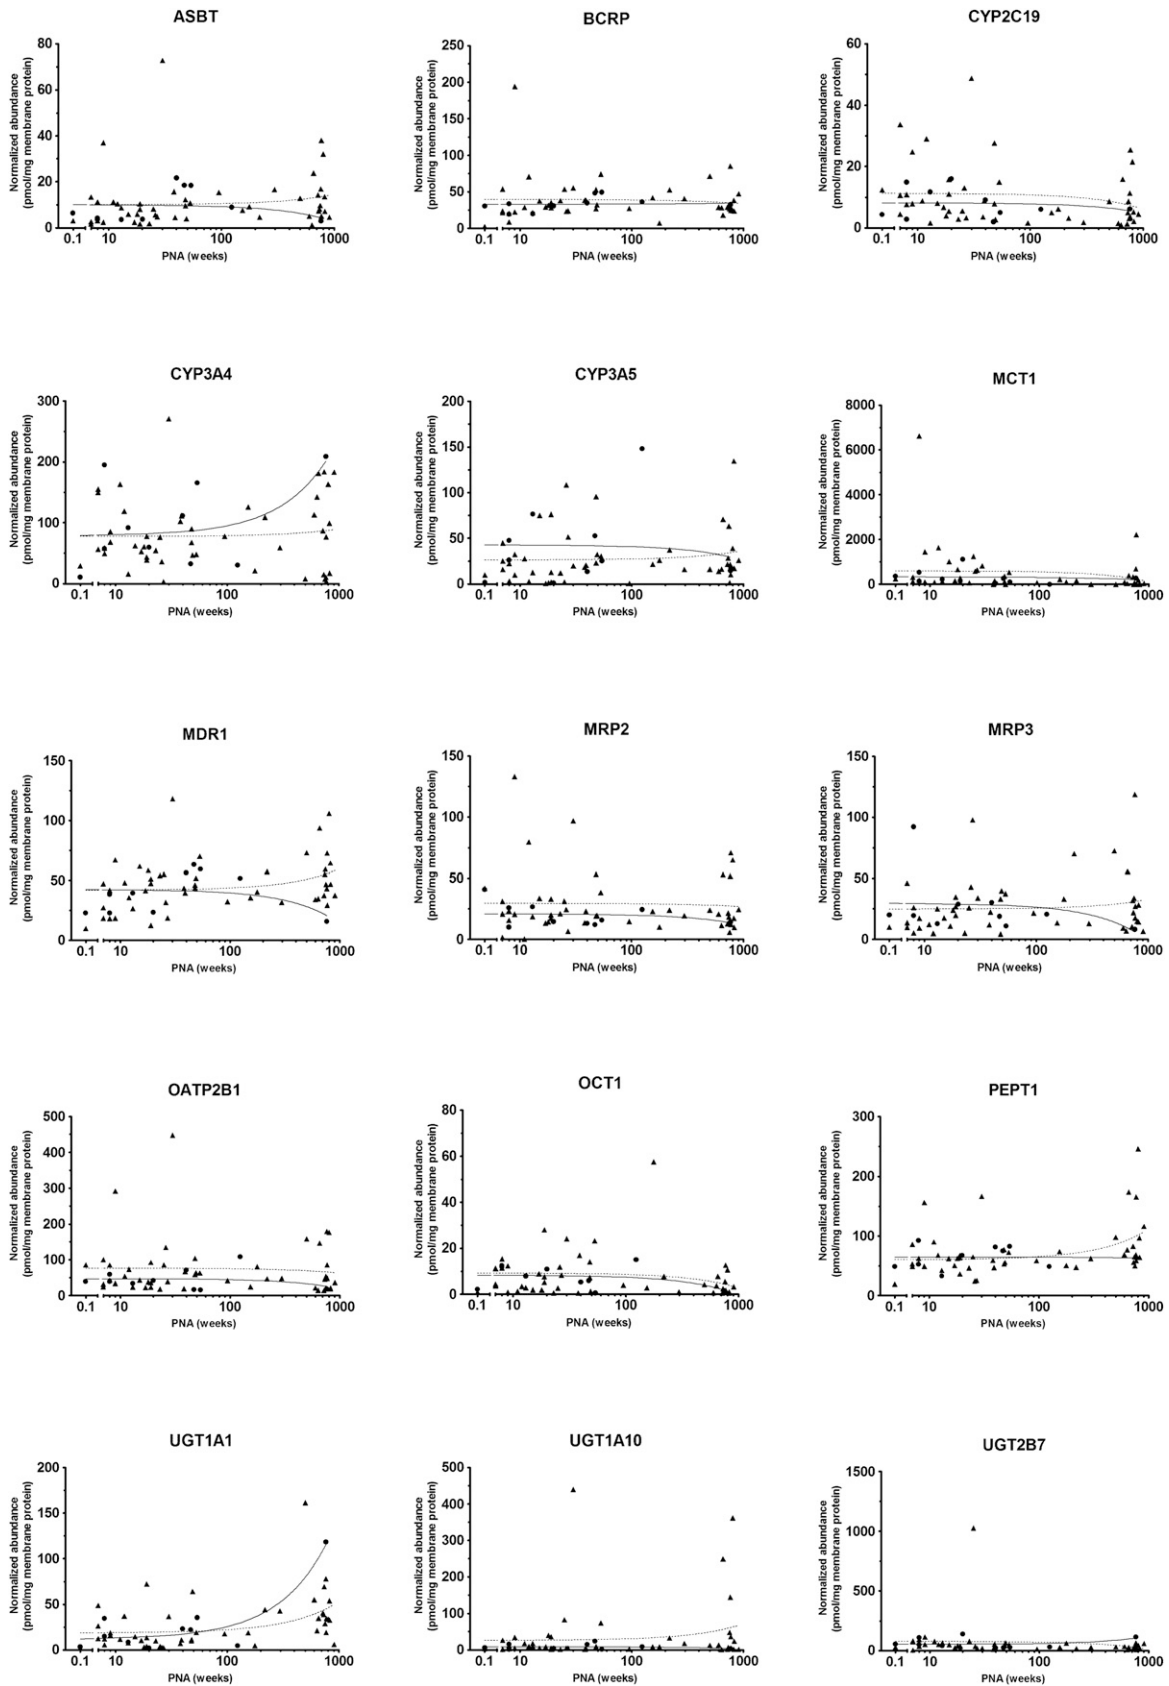 ASBT
BCRP
CYP2C19
Normalized abundance
(pmol/mg membrane protein)
80
60
40
20
0
0.1
10
100
1000
PNA (weeks)
Normalized abundance
(pmol/mg membrane protein)
250
200
150
100
50
0
0.1
10
100
1000
PNA (weeks)
Normalized abundance
(pmol/mg membrane protein)
60
40
20
0
0.1
10
100
1000
PNA (weeks)
CYP3A4
CYP3A5
MCT1
Normalized abundance
(pmol/mg membrane protein)
300
200
100
0
0.1
10
100
1000
PNA (weeks)
Normalized abundance
(pmol/mg membrane protein)
200
150
100
50
0
0.1
10
100
1000
PNA (weeks)
Normalized abundance
(pmol/mg membrane protein)
8000
6000
4000
2000
0
0.1
10
100
1000
PNA (weeks)
MDR1
MRP2
MRP3
Normalized abundance
(pmol/mg membrane protein)
150
100
50
0
0.1
10
100
1000
PNA (weeks)
Normalized abundance
(pmol/mg membrane protein)
150
100
50
0
0.1
10
100
1000
PNA (weeks)
Normalized abundance
(pmol/mg membrane protein)
150
100
50
0
0.1
10
100
1000
PNA (weeks)
OATP2B1
OCT1
PEPT1
Normalized abundance
(pmol/mg membrane protein)
500
400
300
200
100
0
0.1
10
100
1000
PNA (weeks)
Normalized abundance
(pmol/mg membrane protein)
80
60
40
20
0
0.1
10
100
1000
PNA (weeks)
Normalized abundance
(pmol/mg membrane protein)
300
200
100
0
0.1
10
100
1000
PNA (weeks)
UGT1A1
UGT1A10
UGT2B7
Normalized abundance
(pmol/mg membrane protein)
200
150
100
50
0
0.1
10
100
1000
PNA (weeks)
Normalized abundance
(pmol/mg membrane protein)
500
400
300
200
100
0
0.1
10
100
1000
PNA (weeks)
Normalized abundance
(pmol/mg membrane protein)
1500
1000
500
0
0.1
10
100
1000
PNA (weeks)